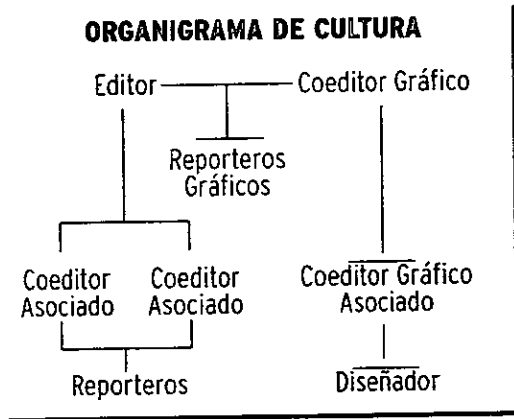 ORGANIGRAMA DE CULTURA
Editor
Coeditor Gráfico
Reporteros
Gráficos
Coeditor
Asociado
Coeditor
Asociado
Coeditor Gráfico
Asociado
Reporteros
Diseñador